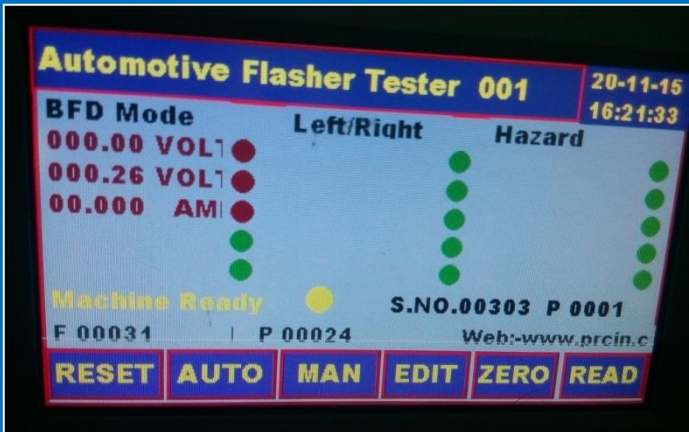 Automotive Flasher Tester 001
20-11-15
16:21:33
BFD Mode
Left/Right
Hazard
000.00 VOLT
000.26 VOLT
00.000 AM
Machine Ready
S.NO.00303 P 0001
F 00031
P 00024
Web:-www.prcin.c
RESET AUTO MAN EDIT ZERO READ